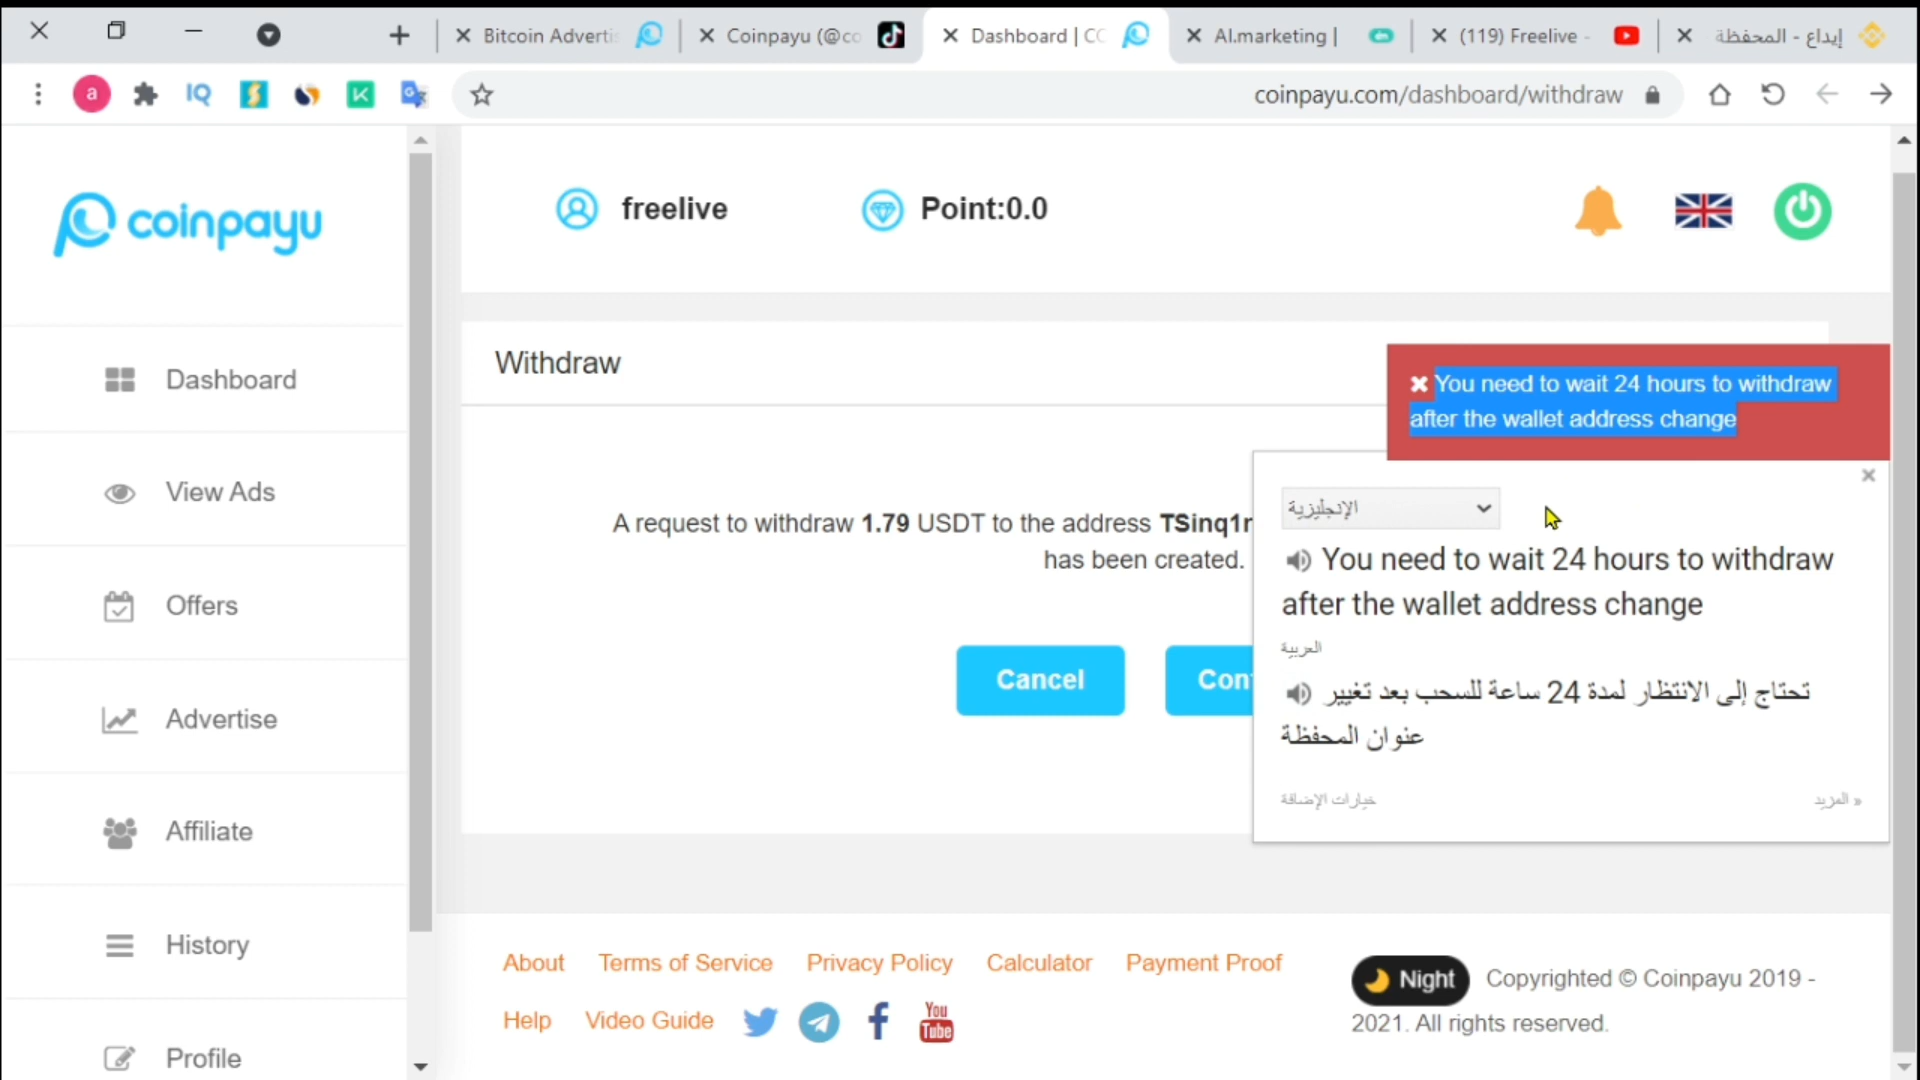 Bitcoin Adverti
Coinpayu (@co
Dashboard | CC
AI.marketing |
(119) Freelive -
إيداع - المحفظة
a
IQ
coinpayu.com/dashboard/withdraw
coinpayu
freelive
Point:0.0
Withdraw
You need to wait 24 hours to withdraw
after the wallet address change
Dashboard
View Ads
Offers
Advertise
Affiliate
History
Profile
A request to withdraw 1.79 USDT to the address TSinq1r
has been created.
Cancel
Con
الإنجليزية
You need to wait 24 hours to withdraw
after the wallet address change
العربية
تحتاج إلى الانتظار لمدة 24 ساعة للسحب بعد تغيير
عنوان المحفظة
خيارات الإضافة
المزيد »
About Terms of Service Privacy Policy Calculator Payment Proof
Help Video Guide
You
Tube
Night
Copyrighted © Coinpayu 2019 -
2021. All rights reserved.